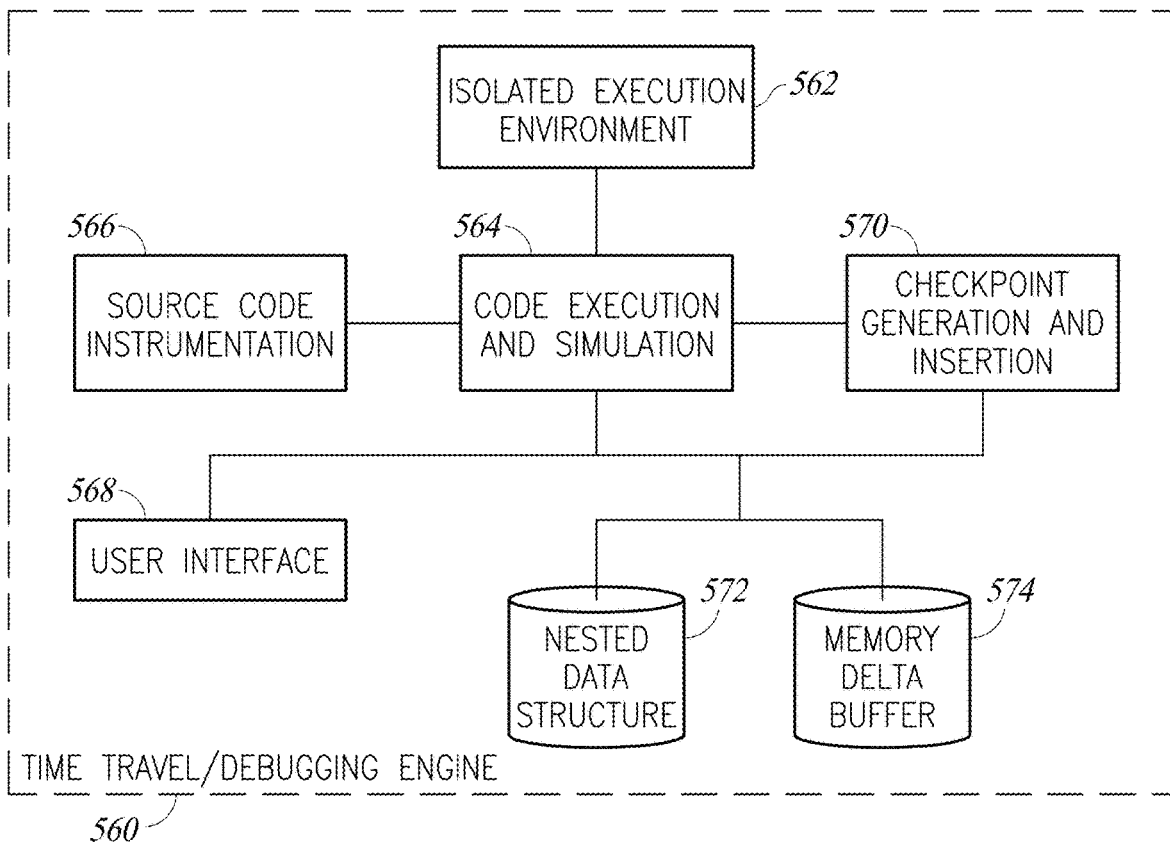 ISOLATED EXECUTION
ENVIRONMENT
562
566
564
570
SOURCE CODE
INSTRUMENTATION
CODE EXECUTION
AND SIMULATION
CHECKPOINT
GENERATION AND
INSERTION
568
USER INTERFACE
572
574
NESTED
DATA
STRUCTURE
MEMORY
DELTA
BUFFER
TIME TRAVEL/DEBUGGING ENGINE
560